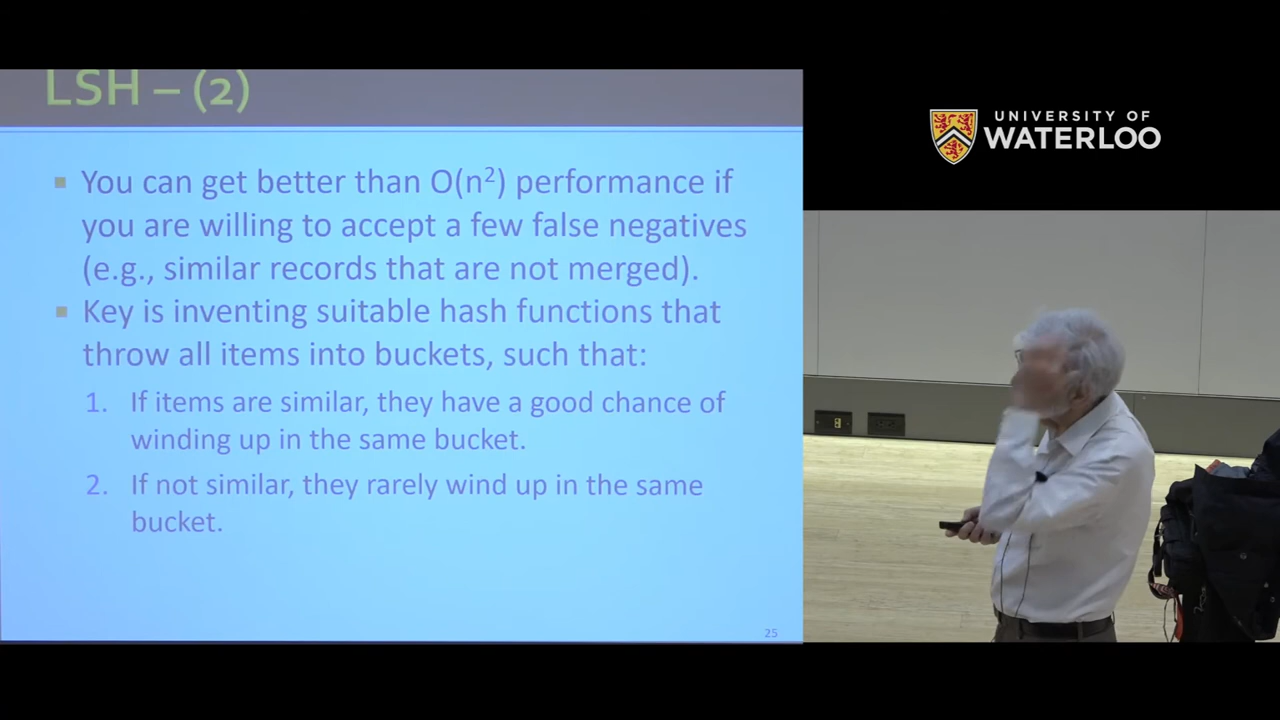 LSH – (2)
You can get better than O(n²) performance if
you are willing to accept a few false negatives
(e.g., similar records that are not merged).
Key is inventing suitable hash functions that
throw all items into buckets, such that:
1. If items are similar, they have a good chance of
winding up in the same bucket.
2. If not similar, they rarely wind up in the same
bucket.
25
UNIVERSITY OF
WATERLOO